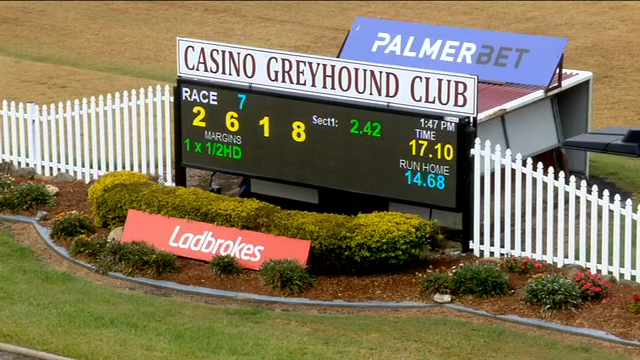 PALMERBET
CASINO GREYHOUND CLUB
RACE 7
2 6 1 8
MARGINS
1 x 1/2HD
Sect1: 2.42
1:47 PM
TIME
17.10
RUN HOME
14.68
Ladbrokes